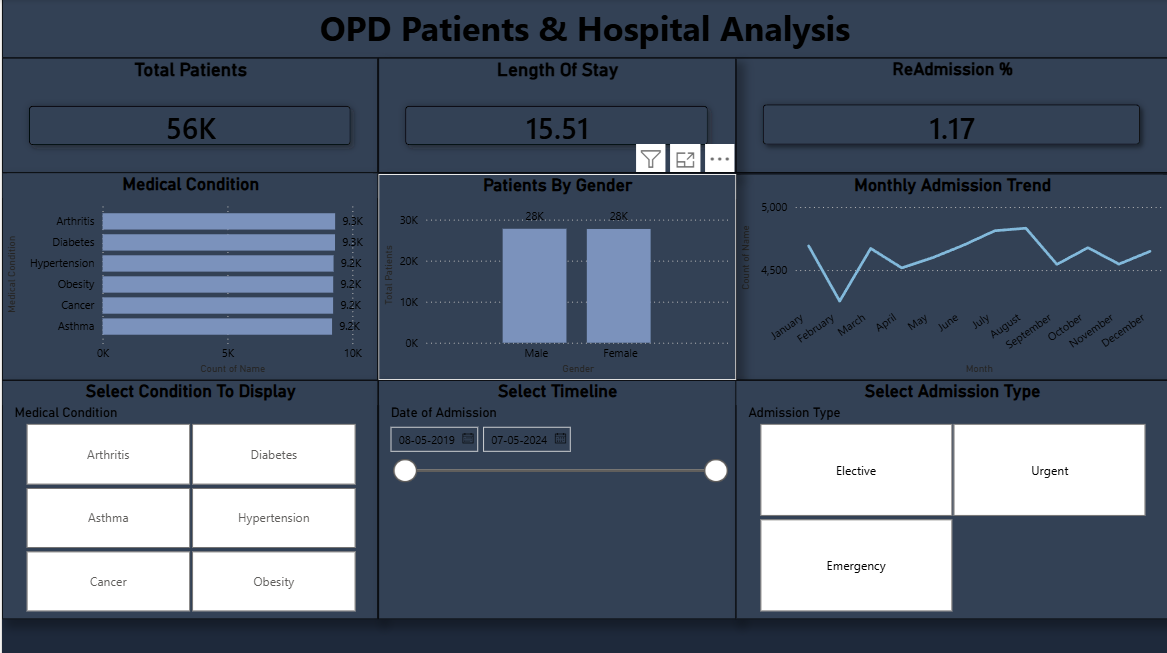 OPD Patients & Hospital Analysis
Total Patients
56K
Length Of Stay
15.51
ReAdmission %
1.17
Medical Condition
Medical Condition
Arthritis 9.3K
Diabetes 9.3K
Hypertension 9.2K
Obesity 9.2K
Cancer 9.2K
Asthma 9.2K
0K 5K 10K
Count of Name
Patients By Gender
Total Patients
30K
20K
10K
0K
28K 28K
Male Female
Gender
Monthly Admission Trend
Count of Name
5,000
4,500
January February March April May June July August September October November December
Month
Select Condition To Display
Medical Condition
Arthritis Diabetes
Asthma Hypertension
Cancer Obesity
Select Timeline
Date of Admission
08-05-2019 07-05-2024
Select Admission Type
Admission Type
Elective Urgent
Emergency